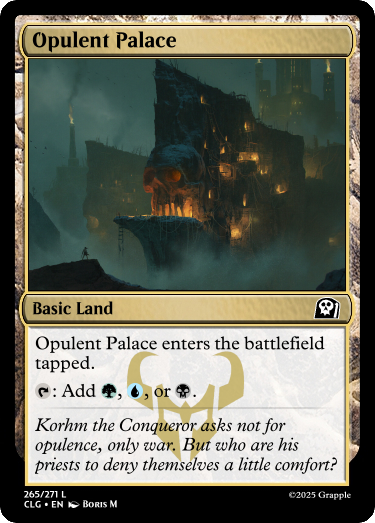 Opulent Palace
Basic Land
Opulent Palace enters the battlefield
tapped.
: Add , , or .
Korhm the Conqueror asks not for
opulence, only war. But who are his
priests to deny themselves a little comfort?
265/271 L
CLG • EN Boris M
©2025 Grapple